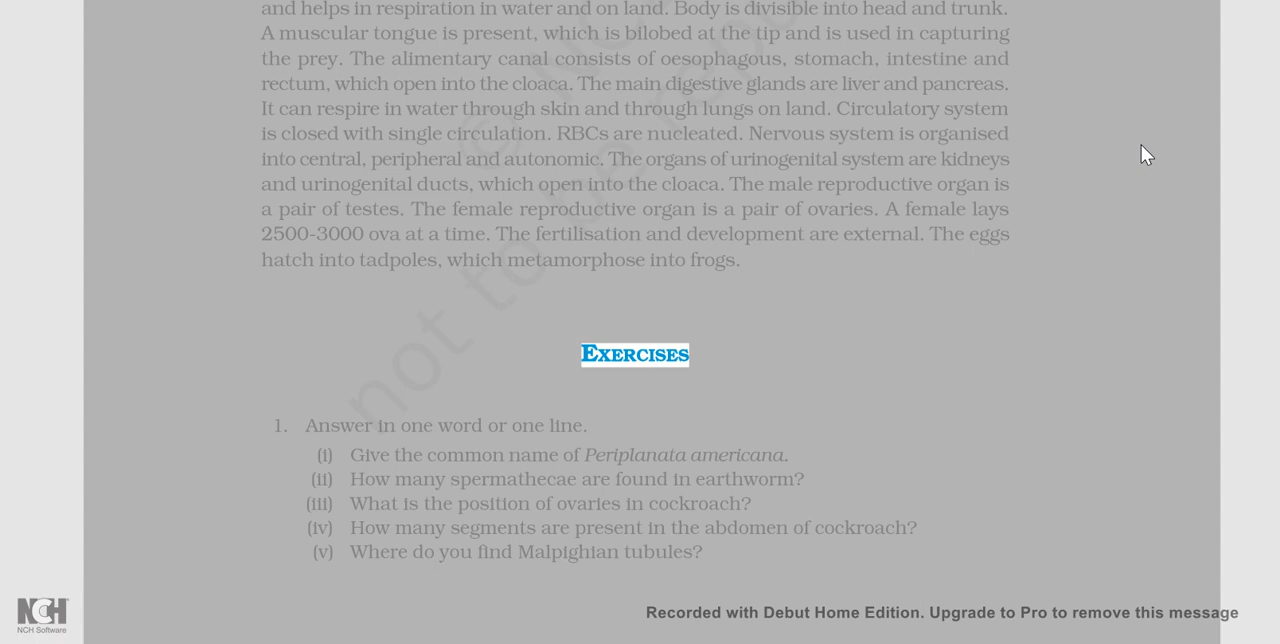 and helps in respiration in water and on land. Body is divisible into head and trunk.
A muscular tongue is present, which is bilobed at the tip and is used in capturing
the prey. The alimentary canal consists of oesophagous, stomach, intestine and
rectum, which open into the cloaca. The main digestive glands are liver and pancreas.
It can respire in water through skin and through lungs on land. Circulatory system
is closed with single circulation. RBCs are nucleated. Nervous system is organised
into central, peripheral and autonomic. The organs of urinogenital system are kidneys
and urinogenital ducts, which open into the cloaca. The male reproductive organ is
a pair of testes. The female reproductive organ is a pair of ovaries. A female lays
2500-3000 ova at a time. The fertilisation and development are external. The eggs
hatch into tadpoles, which metamorphose into frogs.
EXERCISES
1. Answer in one word or one line.
(i) Give the common name of Periplanata americana.
(ii) How many spermathecae are found in earthworm?
(iii) What is the position of ovaries in cockroach?
(iv) How many segments are present in the abdomen of cockroach?
(v) Where do you find Malpighian tubules?
NCH
NCH Software
Recorded with Debut Home Edition. Upgrade to Pro to remove this message
not to be